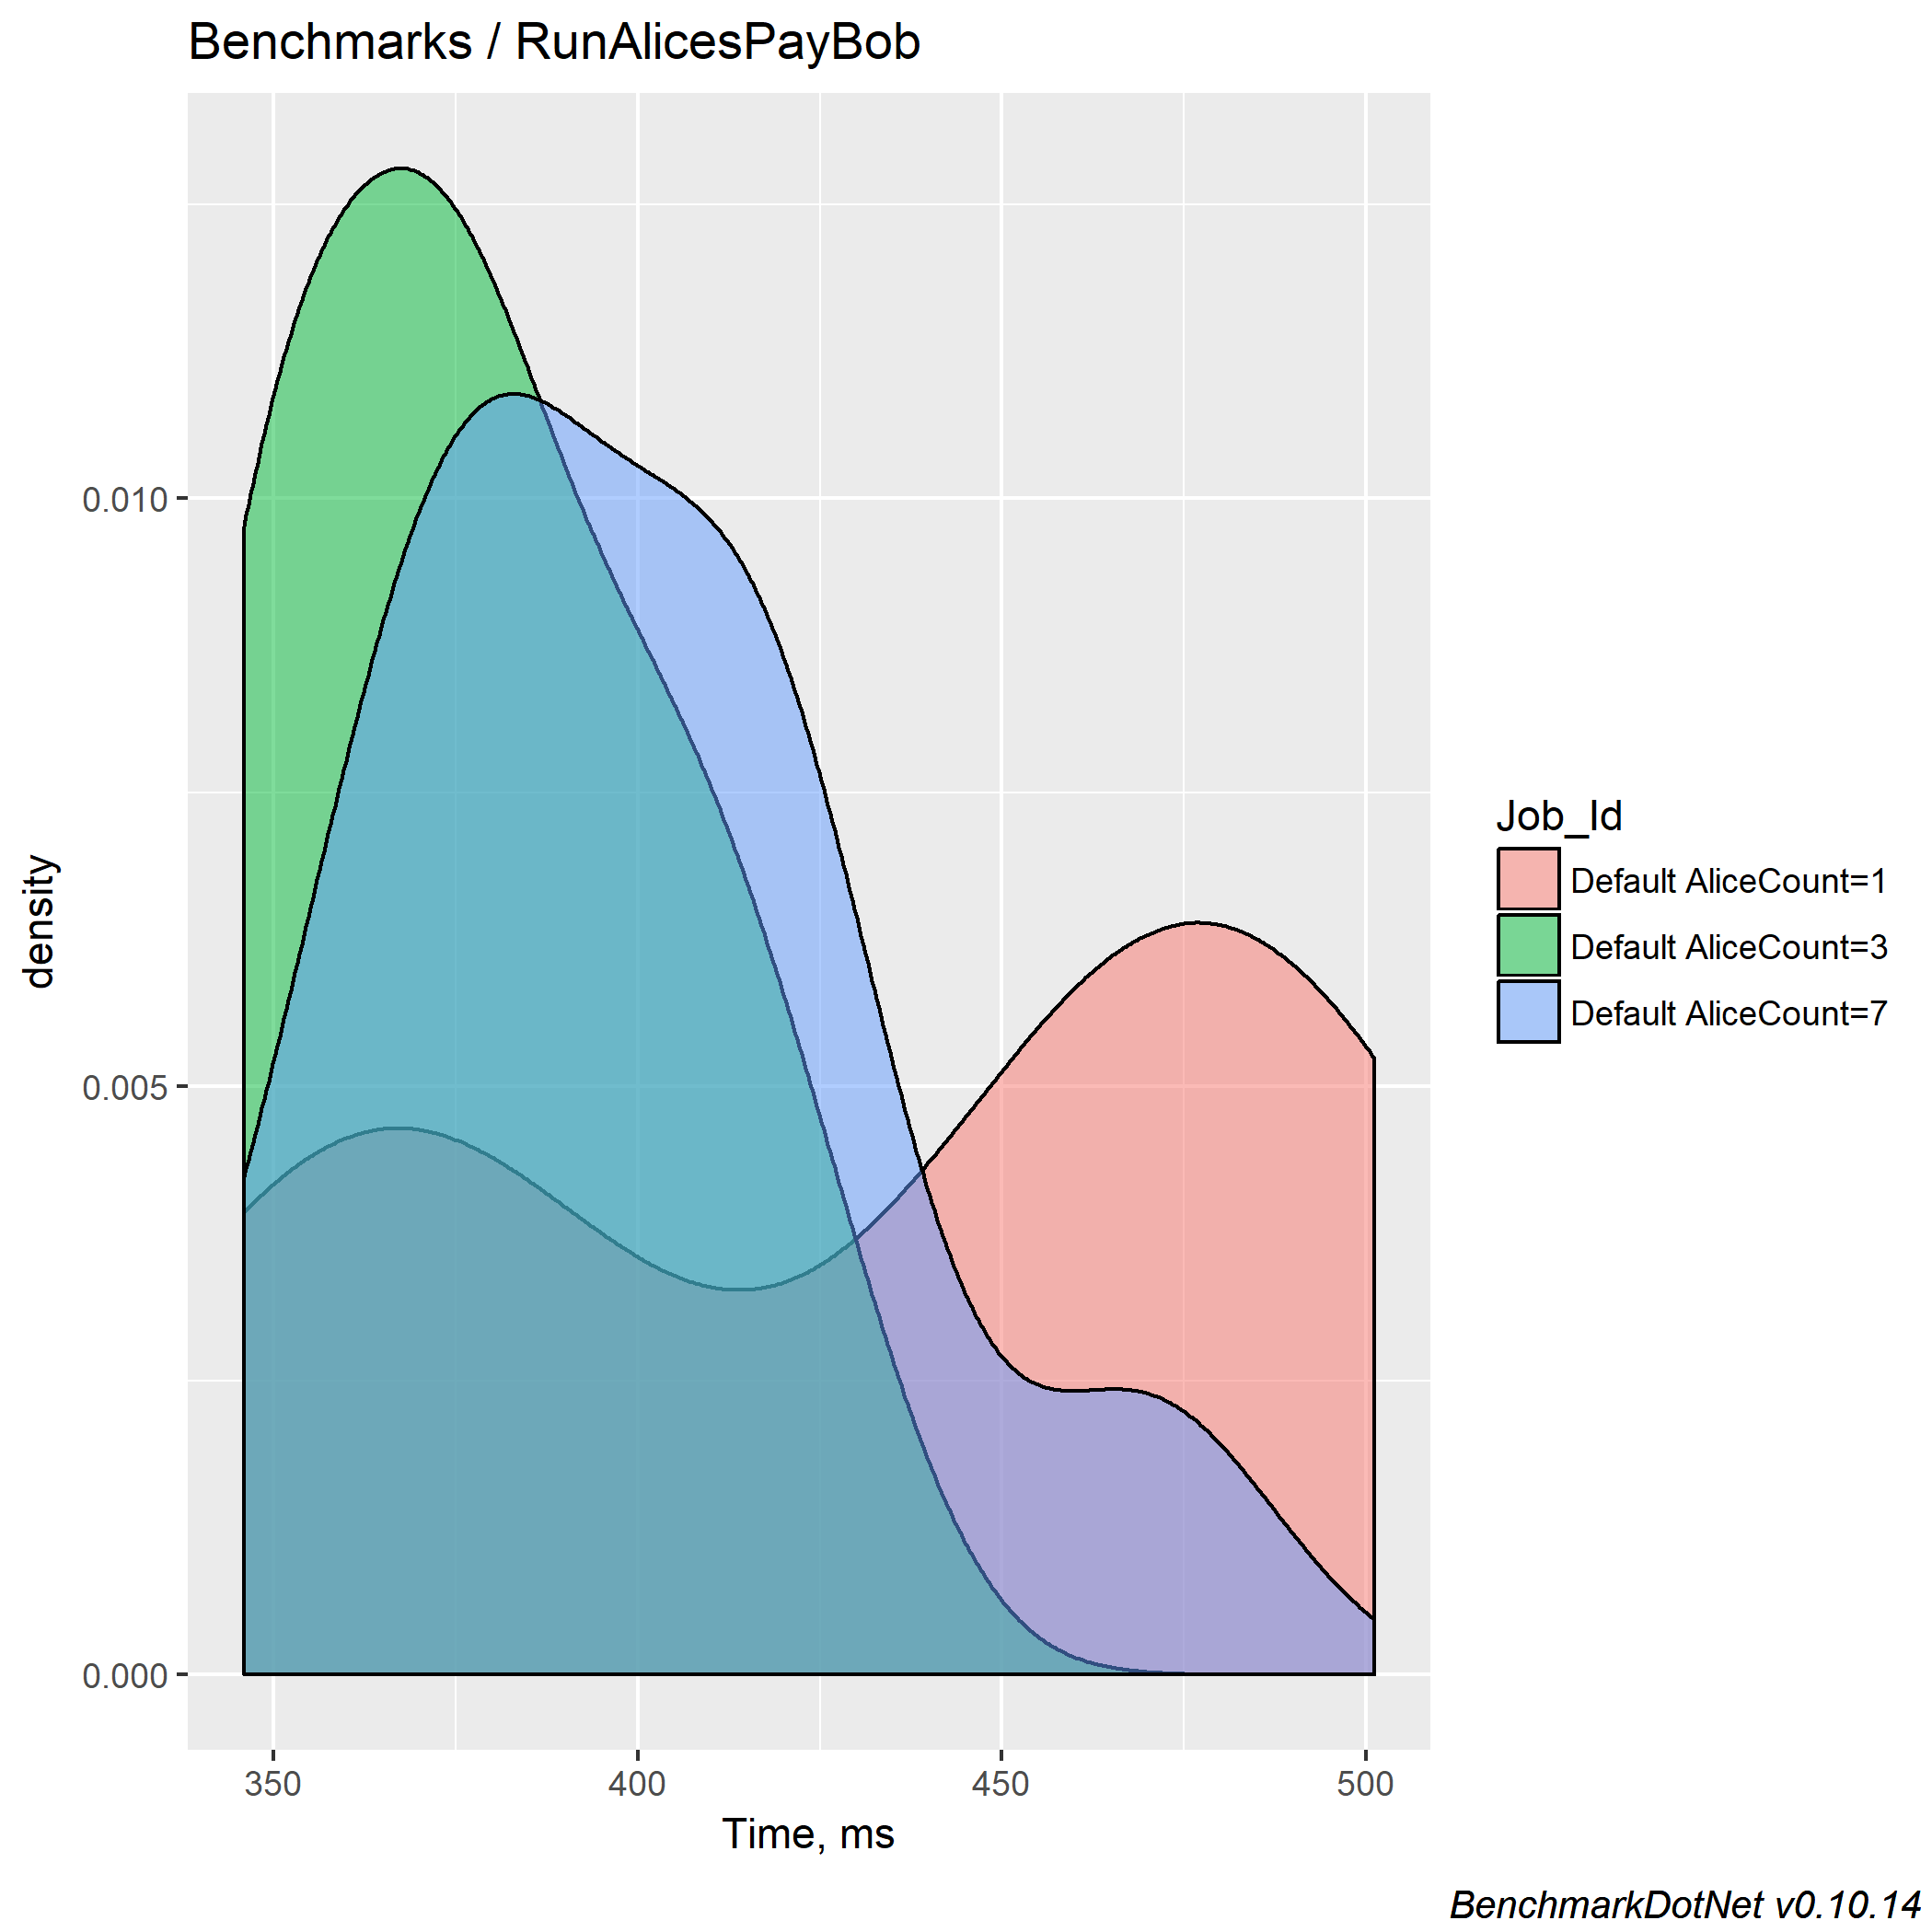 Benchmarks / RunAlicesPayBob
0.010
0.005
0.000
density
350 400 450 500
Time, ms
Job_Id
Default AliceCount=1
Default AliceCount=3
Default AliceCount=7
BenchmarkDotNet v0.10.14